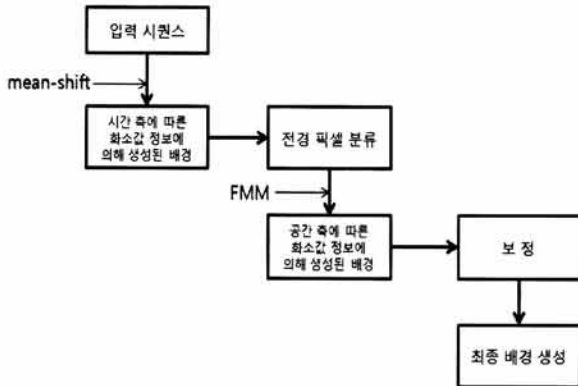 입력 시퀀스
mean-shift
시간 축에 따른
화소값 정보에
의해 생성된 배경
전경 픽셀 분류
FMM
공간 축에 따른
화소값 정보에
의해 생성된 배경
보 정
최종 배경 생성